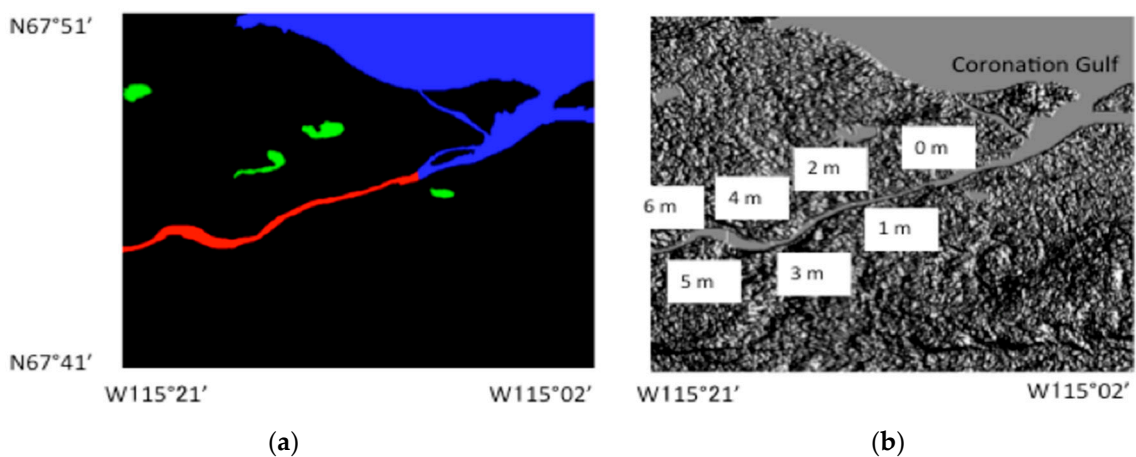 N67°51′
N67°41′
W115°21′
W115°02′
(a)
Coronation Gulf
0 m
2 m
4 m
6 m
1 m
3 m
5 m
W115°21′
W115°02′
(b)